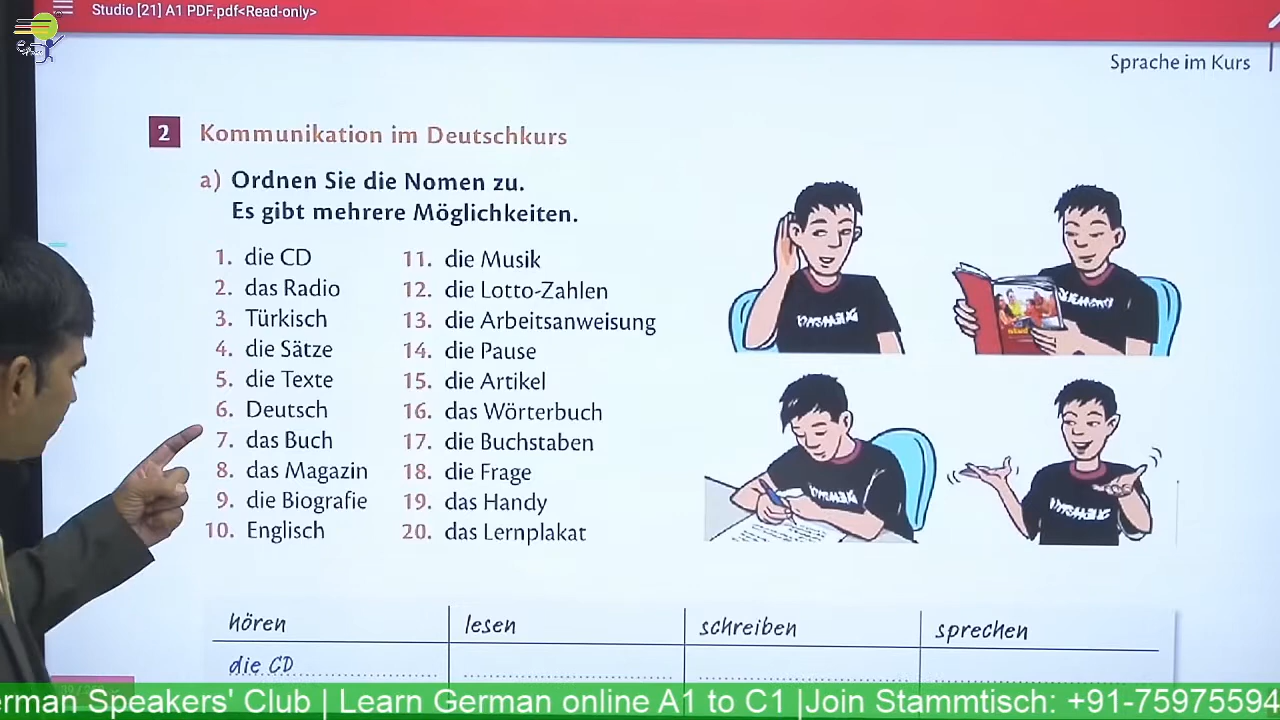 Studio [21] A1 PDF.pdf<Read-only>
Sprache im Kurs
2 Kommunikation im Deutschkurs
a) Ordnen Sie die Nomen zu.
Es gibt mehrere Möglichkeiten.
1. die CD
2. das Radio
3. Türkisch
4. die Sätze
5. die Texte
6. Deutsch
7. das Buch
8. das Magazin
9. die Biografie
10. Englisch
11. die Musik
12. die Lotto-Zahlen
13. die Arbeitsanweisung
14. die Pause
15. die Artikel
16. das Wörterbuch
17. die Buchstaben
18. die Frage
19. das Handy
20. das Lernplakat
hören lesen schreiben sprechen
die CD
erman Speakers' Club | Learn German online A1 to C1 |Join Stammtisch: +91-75975594